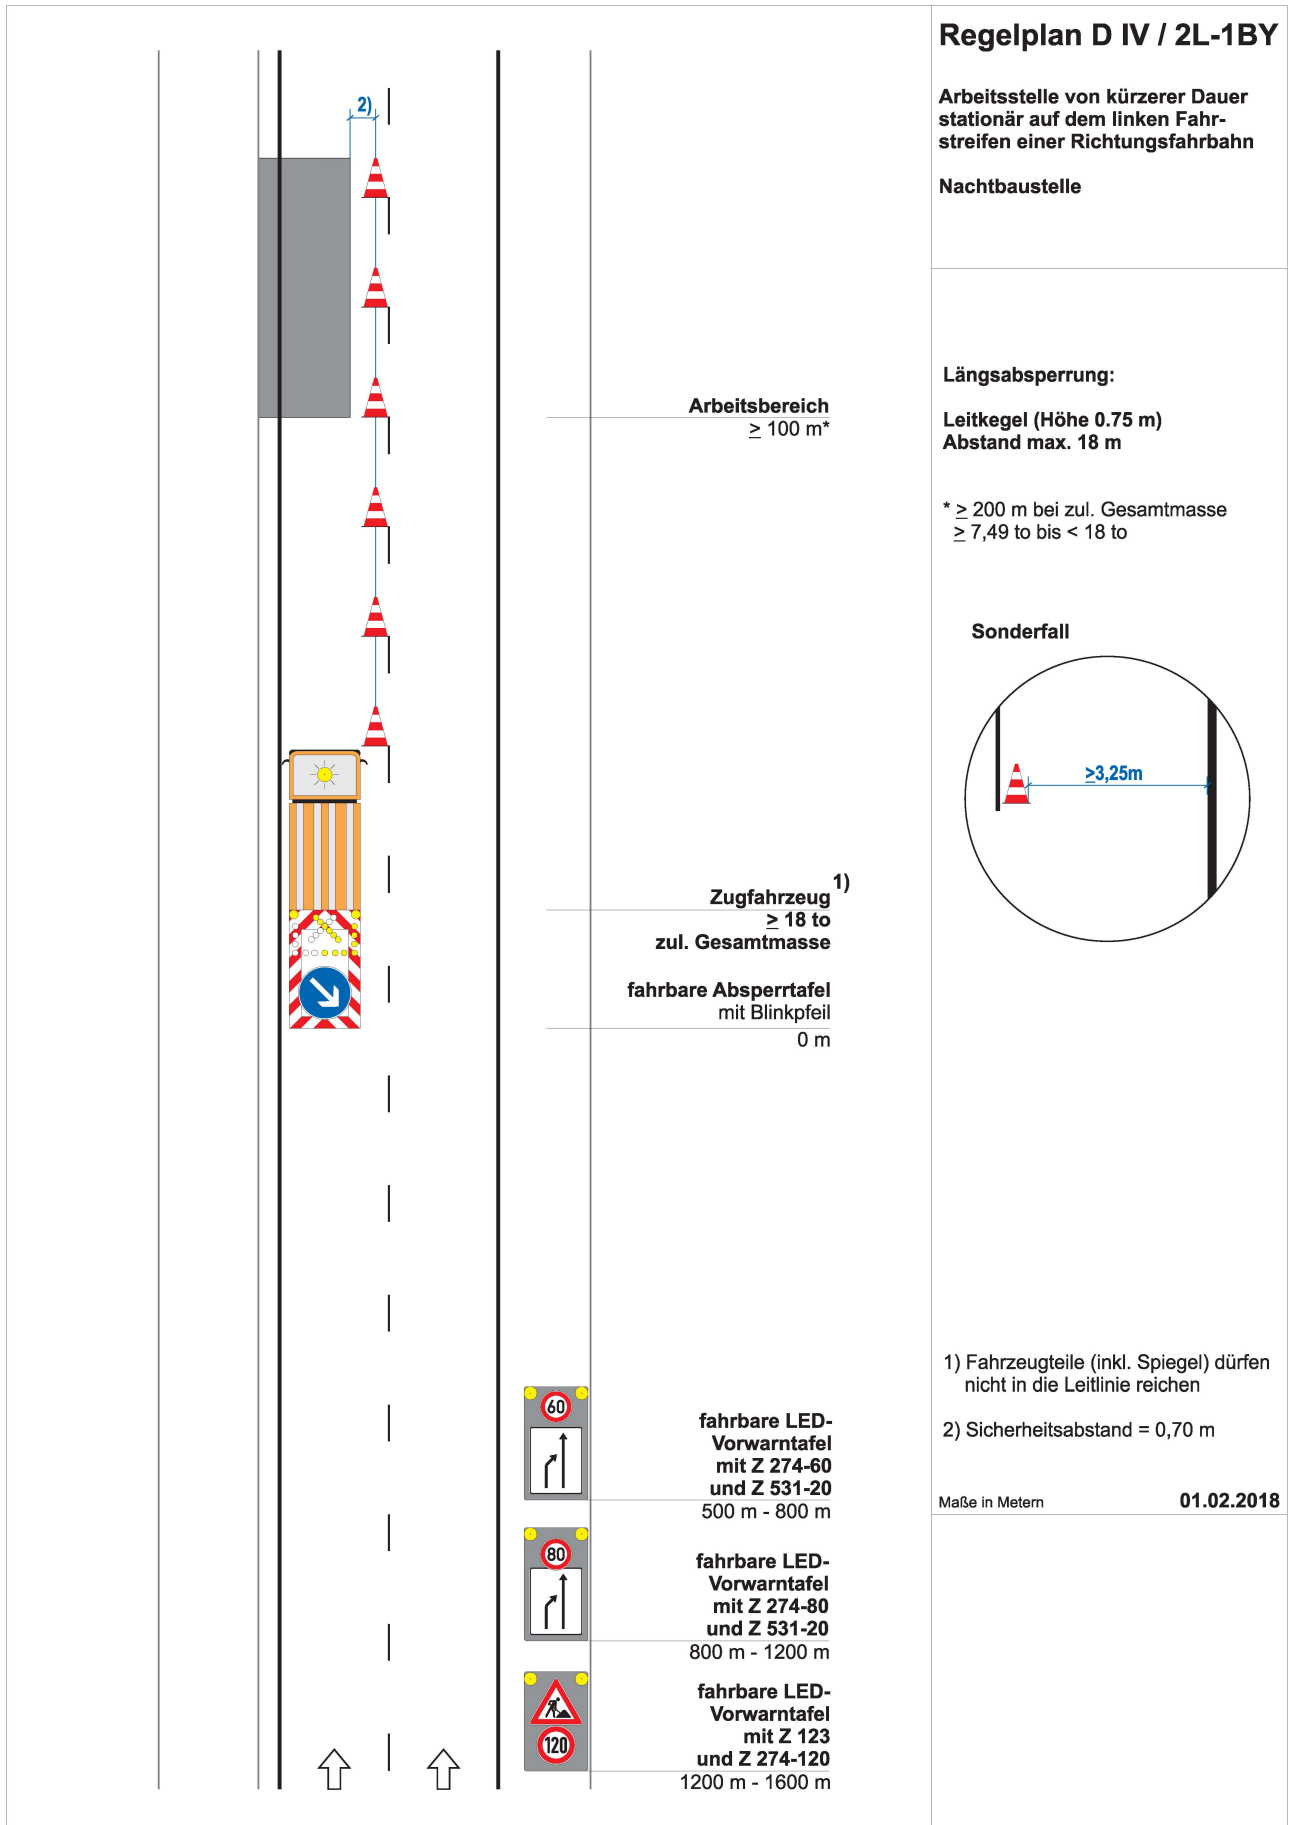 Regelplan D IV / 2L-1BY
Arbeitsstelle von kürzerer Dauer
stationär auf dem linken Fahr-
streifen einer Richtungsfahrbahn
Nachtbaustelle
2)
Längsabsperrung:
Leitkegel (Höhe 0.75 m)
Abstand max. 18 m
* ≥ 200 m bei zul. Gesamtmasse
≥ 7,49 to bis < 18 to
Arbeitsbereich
≥ 100 m*
Sonderfall
≥3,25m
Zugfahrzeug 1)
≥ 18 to
zul. Gesamtmasse
fahrbare Absperrtafel
mit Blinkpfeil
0 m
60
fahrbare LED-
Vorwarntafel
mit Z 274-60
und Z 531-20
500 m - 800 m
80
fahrbare LED-
Vorwarntafel
mit Z 274-80
und Z 531-20
800 m - 1200 m
120
fahrbare LED-
Vorwarntafel
mit Z 123
und Z 274-120
1200 m - 1600 m
1) Fahrzeugteile (inkl. Spiegel) dürfen
nicht in die Leitlinie reichen
2) Sicherheitsabstand = 0,70 m
Maße in Metern 01.02.2018